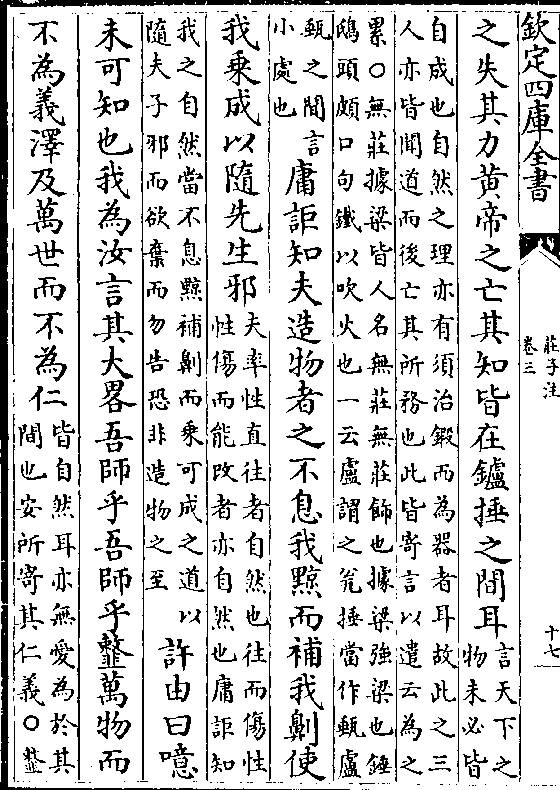 欽定四庫全書
莊子注
卷三
十七
之失其力黄帝之亡其知皆在鑪捶之間耳
言天下之
物未必皆
自成也自然之理亦有須治鍜而為器者耳故此之三
人亦皆聞道而後亡其所務也此皆寄言以遣云為之
累○無莊據梁皆人名無莊無莊飾也據梁強梁也錘
鴟頭頗口句鐵以吹火也一云盧謂之瓮捶當作甄盧
甄之間言
小處也
庸詎知夫造物者之不息我黥而補我劓使
我乗成以隨先生邪
夫率性直往者自然也往而傷性
性傷而能改者亦自然也庸詎知
我之自然當不息黥補劓而乗可成之道以
隨夫子邪而欲棄而勿告恐非造物之至
許由曰噫
未可知也我為汝言其大畧吾師乎吾師乎䪠萬物而
不為義澤及萬世而不為仁
皆自然耳亦無愛為於其
間也安所寄其仁義○䪠